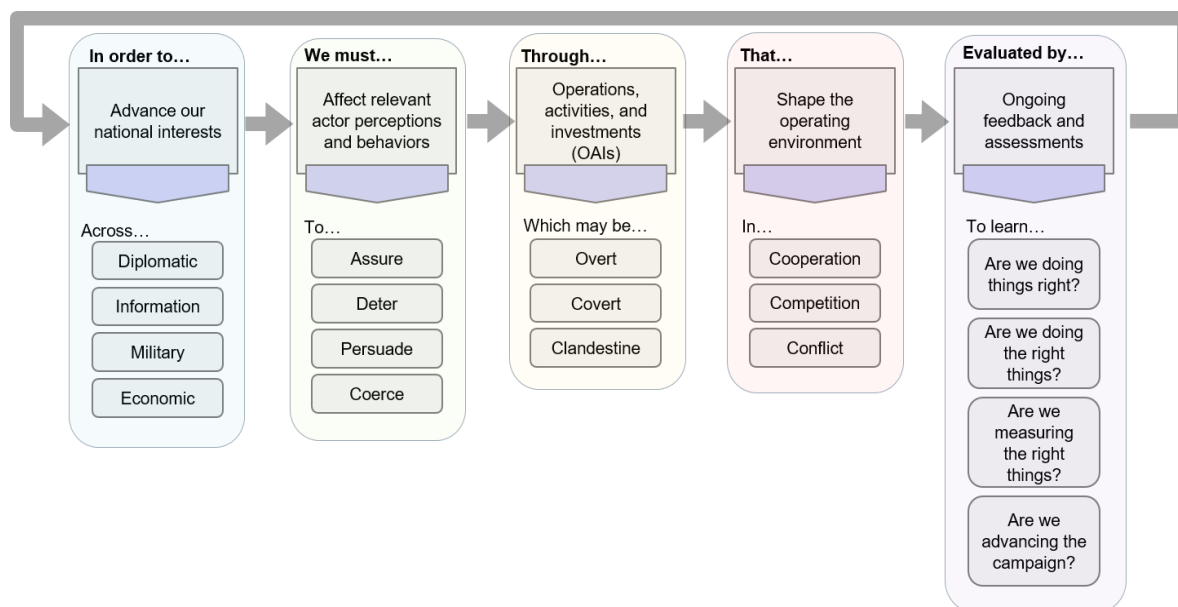 In order to…
Advance our
national interests
Across…
Diplomatic
Information
Military
Economic
We must…
Affect relevant
actor perceptions
and behaviors
To…
Assure
Deter
Persuade
Coerce
Through…
Operations,
activities, and
investments
(OAIs)
Which may be…
Overt
Covert
Clandestine
That…
Shape the
operating
environment
In…
Cooperation
Competition
Conflict
Evaluated by…
Ongoing
feedback and
assessments
To learn…
Are we doing
things right?
Are we doing
the right
things?
Are we
measuring
the right
things?
Are we
advancing the
campaign?